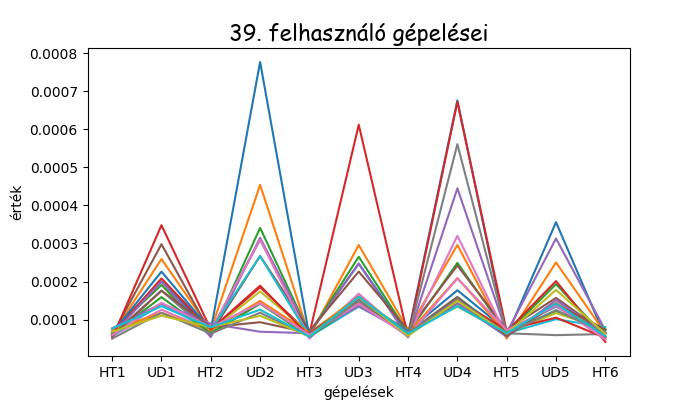 39. felhasználó gépelései
0.0008
0.0007
0.0006
0.0005
0.0004
0.0003
0.0002
0.0001
érték
HT1 UD1 HT2 UD2 HT3 UD3 HT4 UD4 HT5 UD5 HT6
gépelések